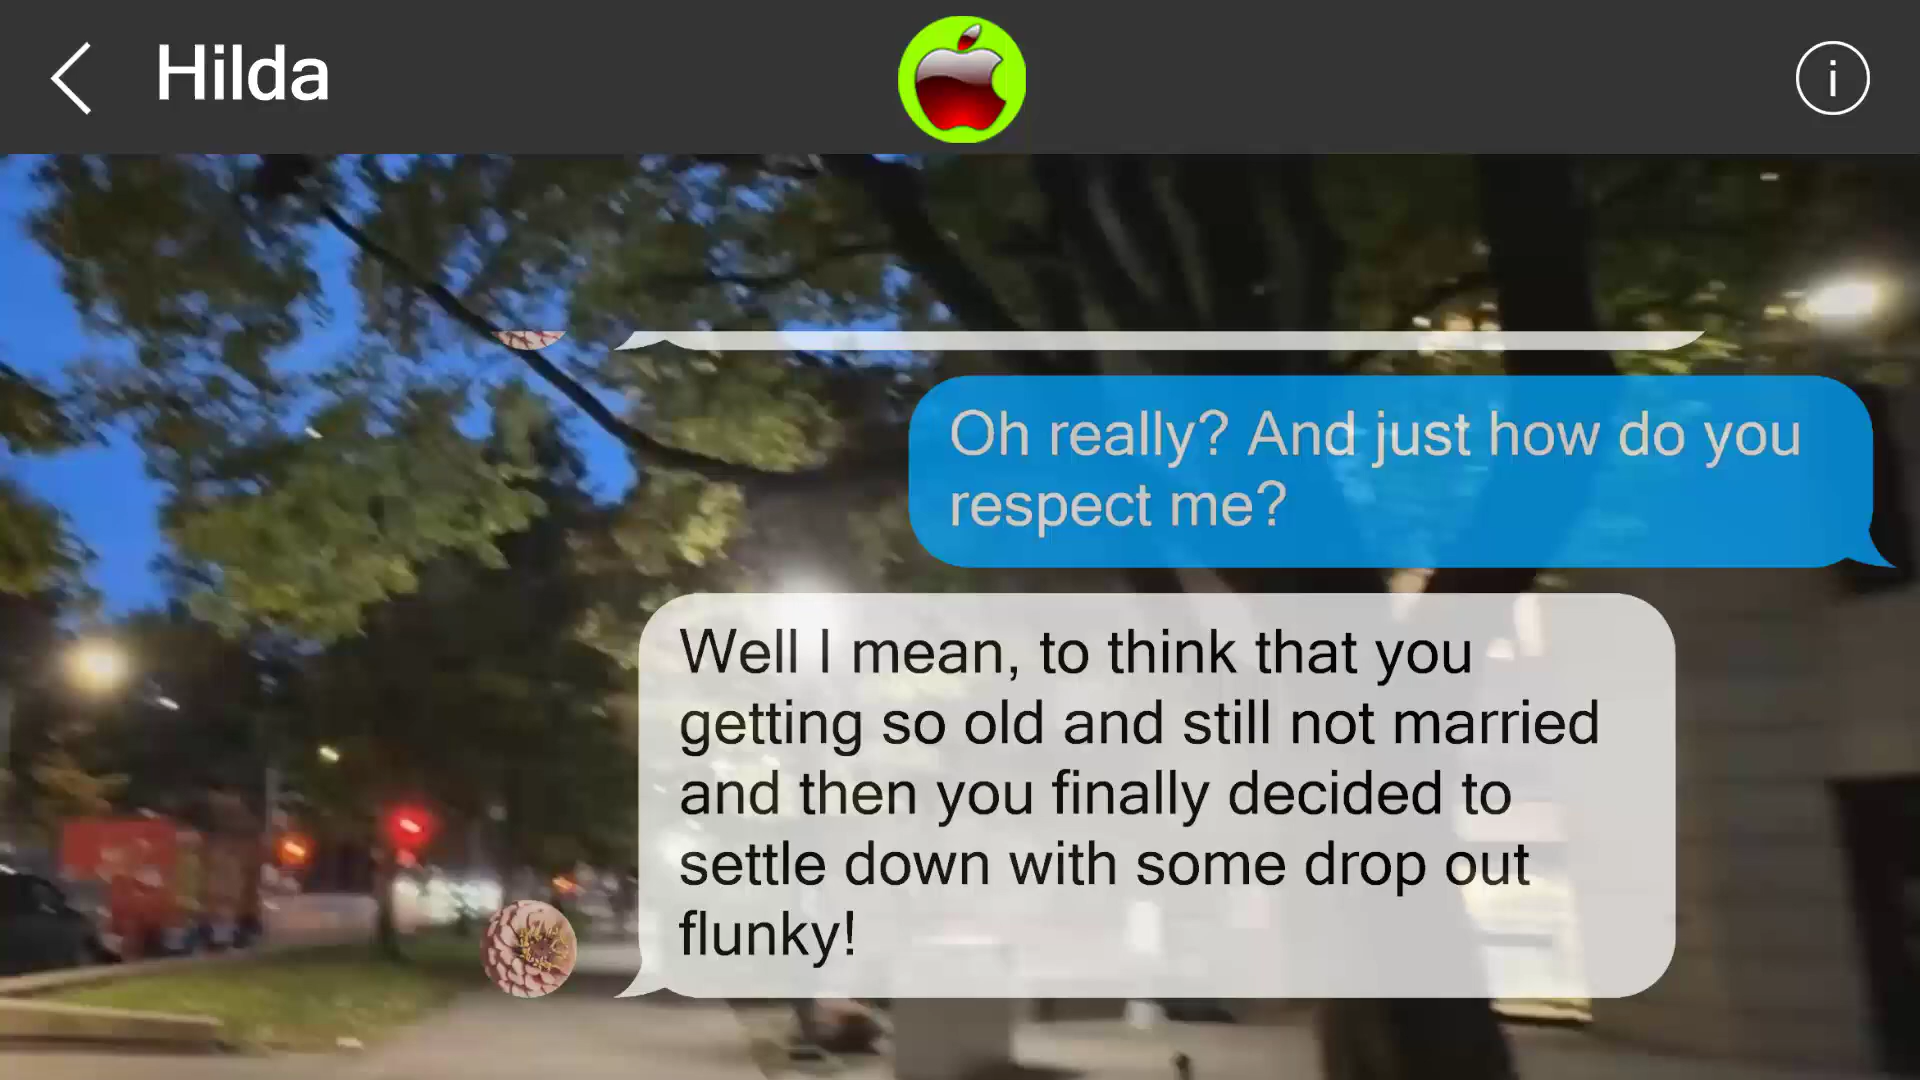 Hilda
i
Oh really? And just how do you
respect me?
Well I mean, to think that you
getting so old and still not married
and then you finally decided to
settle down with some drop out
flunky!